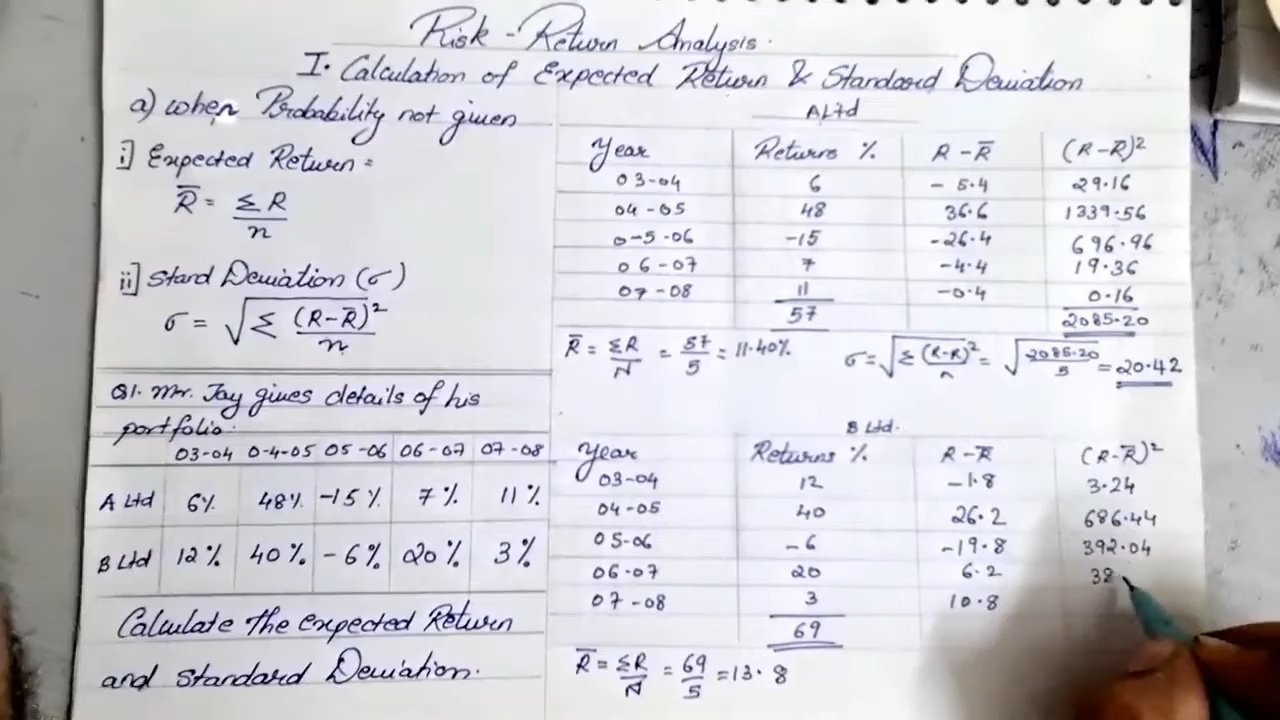 Risk - Return Analysis.
I. Calculation of Expected Return & Standard Deviation
a) when Probability not given
i] Expected Return =
R̅ = ΣR / n
ii] Stand Deviation (σ)
σ = √Σ (R-R̅)² / n
Q1. Mr. Jay gives details of his
portfolio.
03-04 0-4-05 05-06 06-07 07-08
A Ltd 6% 48% -15% 7% 11%
B Ltd 12% 40% -6% 20% 3%
Calculate the expected Return
and Standard Deviation.
A Ltd
Year Returns % R-R̅ (R-R̅)²
03-04 6 -5.4 29.16
04-05 48 36.6 1339.56
0-5-06 -15 -26.4 696.96
06-07 7 -4.4 19.36
07-08 11 -0.4 0.16
57 2085.20
R̅ = ΣR / N = 57 / 5 = 11.40% σ = √Σ (R-R)² / n = √2085.20 / 5 = 20.42
B Ltd.
Year Returns % R-R̅ (R-R̅)²
03-04 12 -1.8 3.24
04-05 40 26.2 686.44
05-06 -6 -19.8 392.04
06-07 20 6.2 38.
07-08 3 10.8
69
R̅ = ΣR / N = 69 / 5 = 13.8